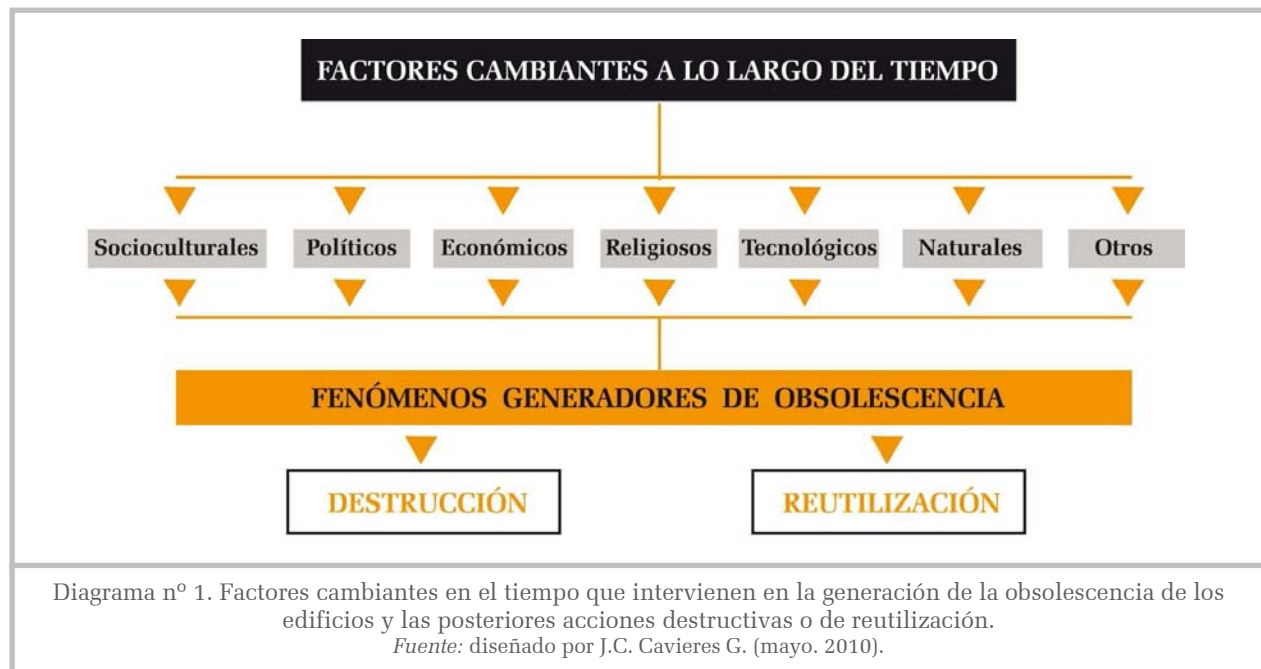 FACTORES CAMBIANTES A LO LARGO DEL TIEMPO
Socioculturales Políticos Económicos Religiosos Tecnológicos Naturales Otros
FENÓMENOS GENERADORES DE OBSOLESCENCIA
DESTRUCCIÓN REUTILIZACIÓN
Diagrama nº 1. Factores cambiantes en el tiempo que intervienen en la generación de la obsolescencia de los
edificios y las posteriores acciones destructivas o de reutilización.
Fuente: diseñado por J.C. Cavieres G. (mayo. 2010).